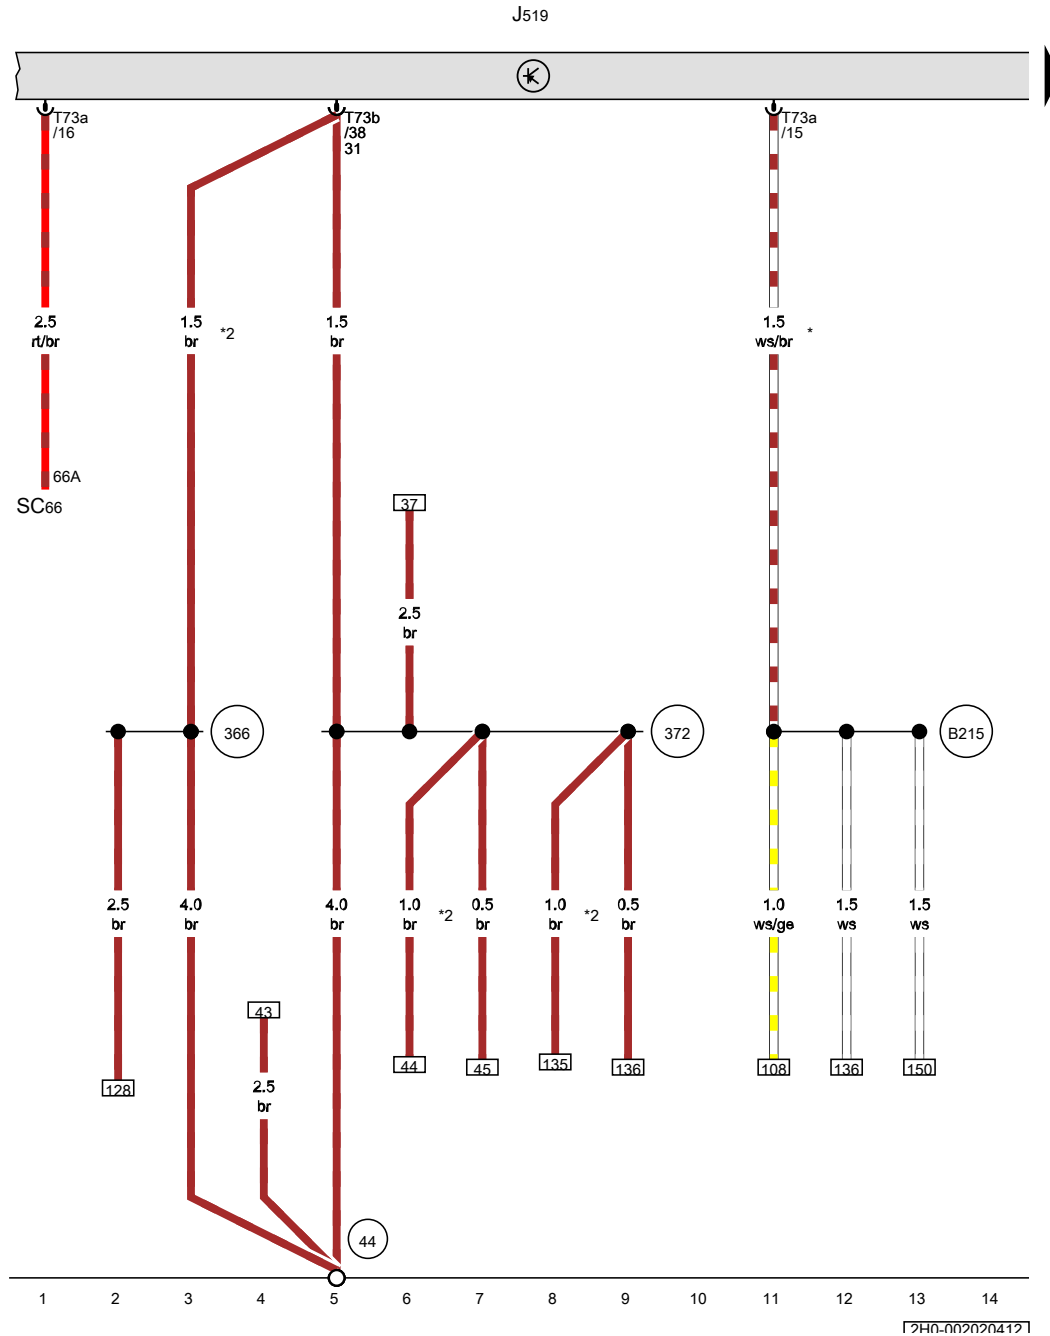 J519
T73a
/16
T73b
/38
31
T73a
/15
2.5
rt/br
1.5
br
*2
1.5
br
1.5
ws/br
*
66A
SC66
37
2.5
br
366
372
B215
2.5
br
4.0
br
4.0
br
1.0
br
*2
0.5
br
1.0
br
*2
0.5
br
1.0
ws/ge
1.5
ws
1.5
ws
43
44
45
135
136
108
136
150
128
2.5
br
44
1 2 3 4 5 6 7 8 9 10 11 12 13 14
2H0-002020412